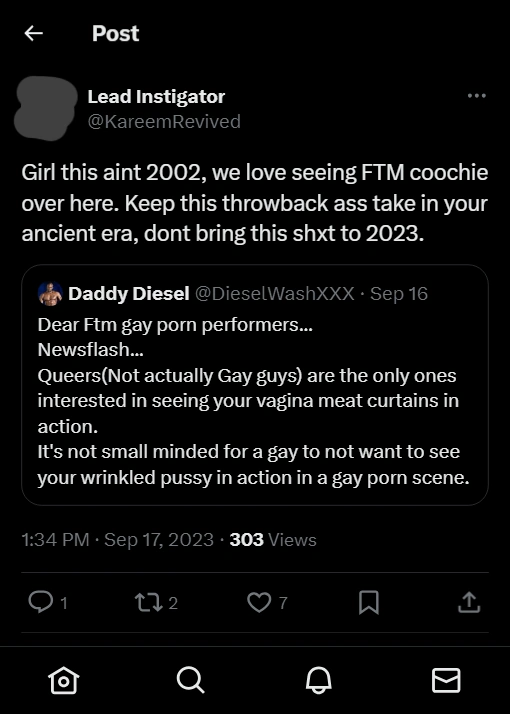 Post
Lead Instigator
@KareemRevived
Girl this aint 2002, we love seeing FTM coochie
over here. Keep this throwback ass take in your
ancient era, dont bring this shxt to 2023.
Daddy Diesel @DieselWashXXX · Sep 16
Dear Ftm gay porn performers...
Newsflash...
Queers(Not actually Gay guys) are the only ones
interested in seeing your vagina meat curtains in
action.
It's not small minded for a gay to not want to see
your wrinkled pussy in action in a gay porn scene.
1:34 PM · Sep 17, 2023 · 303 Views
1 2 7